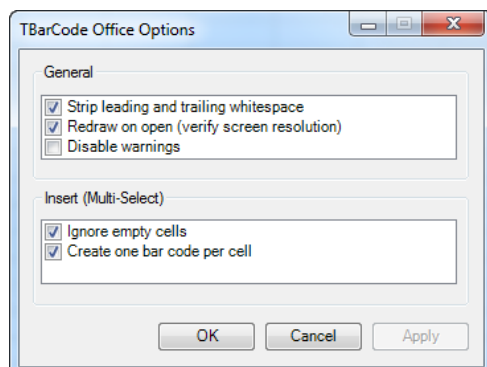 TBarCode Office Options
General
Strip leading and trailing whitespace
Redraw on open (verify screen resolution)
Disable warnings
Insert (Multi-Select)
Ignore empty cells
Create one bar code per cell
OK Cancel Apply